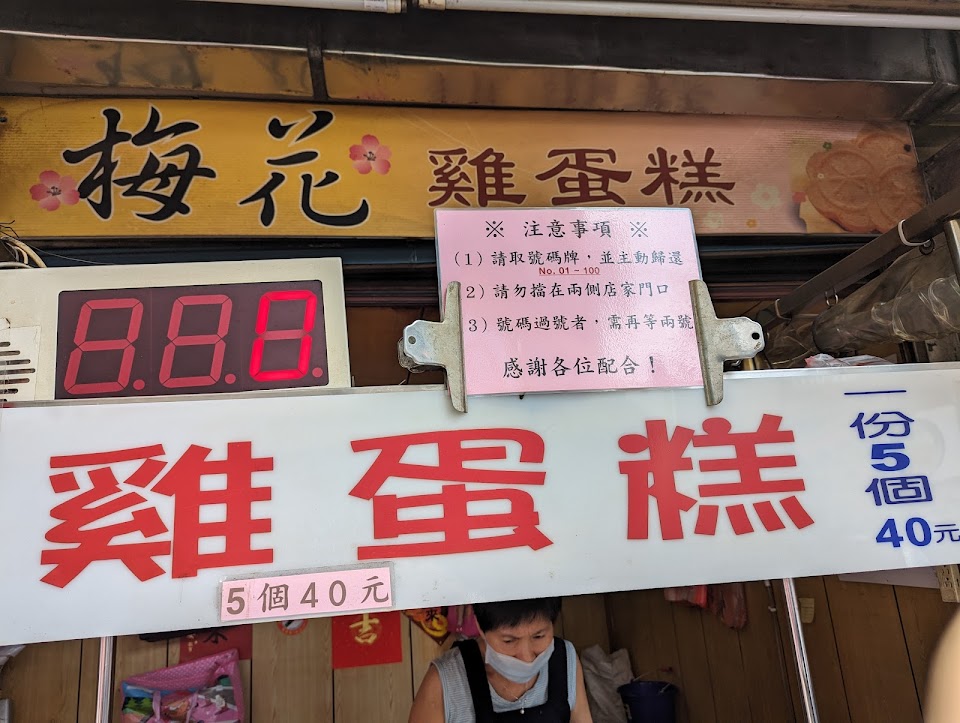 梅花 雞蛋糕
※ 注意事項 ※
(1) 請取號碼牌，並主動歸還
No. 01 - 100
2) 請勿擋在兩側店家門口
3) 號碼過號者，需再等兩號
感謝各位配合！
雞蛋糕
一份5個
40元
5個40元
吉